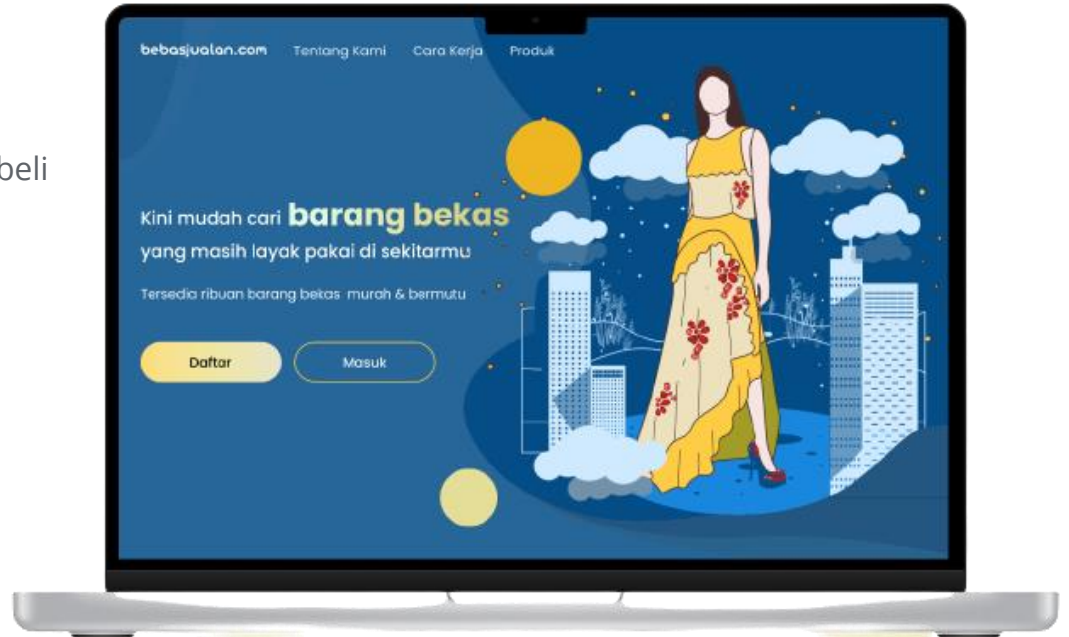 beli
bebasjualan.com Tentang Kami Cara Kerja Produk
Kini mudah cari barang bekas
yang masih layak pakai di sekitarmu
Tersedia ribuan barang bekas murah & bermutu
Daftar Masuk